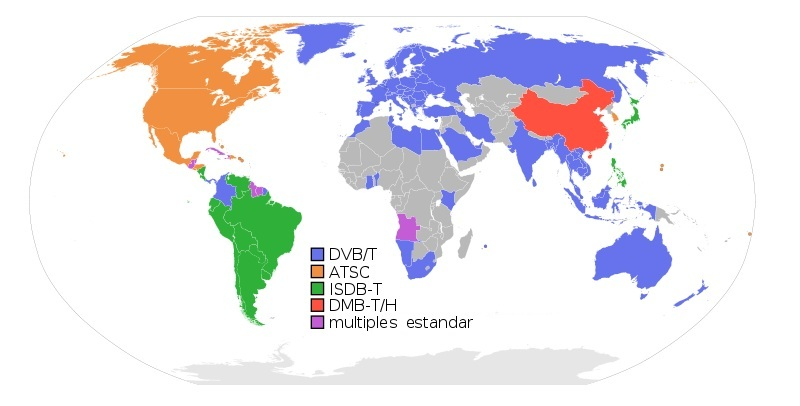 DVB/T
ATSC
ISDB-T
DMB-T/H
multiples estandar